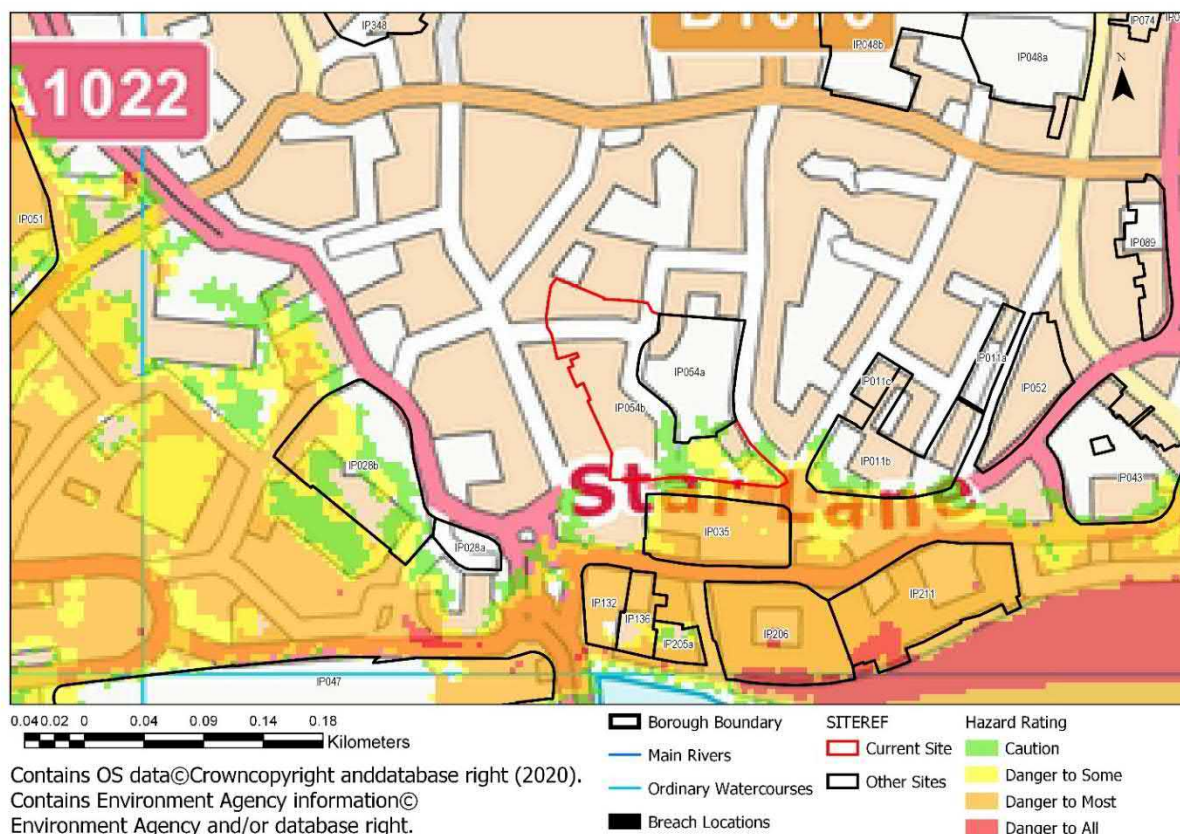 IP348
B1078
IP074
IP048b
IP048a
N
A1022
IP051
IP089
IP054a
IP011a
IP011c
IP052
IP054b
IP011b
IP028b
IP043
Star Lane
IP035
IP028a
IP132
IP136
IP211
IP206
IP205a
IP047
0.04 0.02 0 0.04 0.09 0.14 0.18
Kilometers
Contains OS data©Crowncopyright anddatabase right (2020).
Contains Environment Agency information©
Environment Agency and/or database right.
Borough Boundary
Main Rivers
Ordinary Watercourses
Breach Locations
SITEREF
Current Site
Other Sites
Hazard Rating
Caution
Danger to Some
Danger to Most
Danger to All